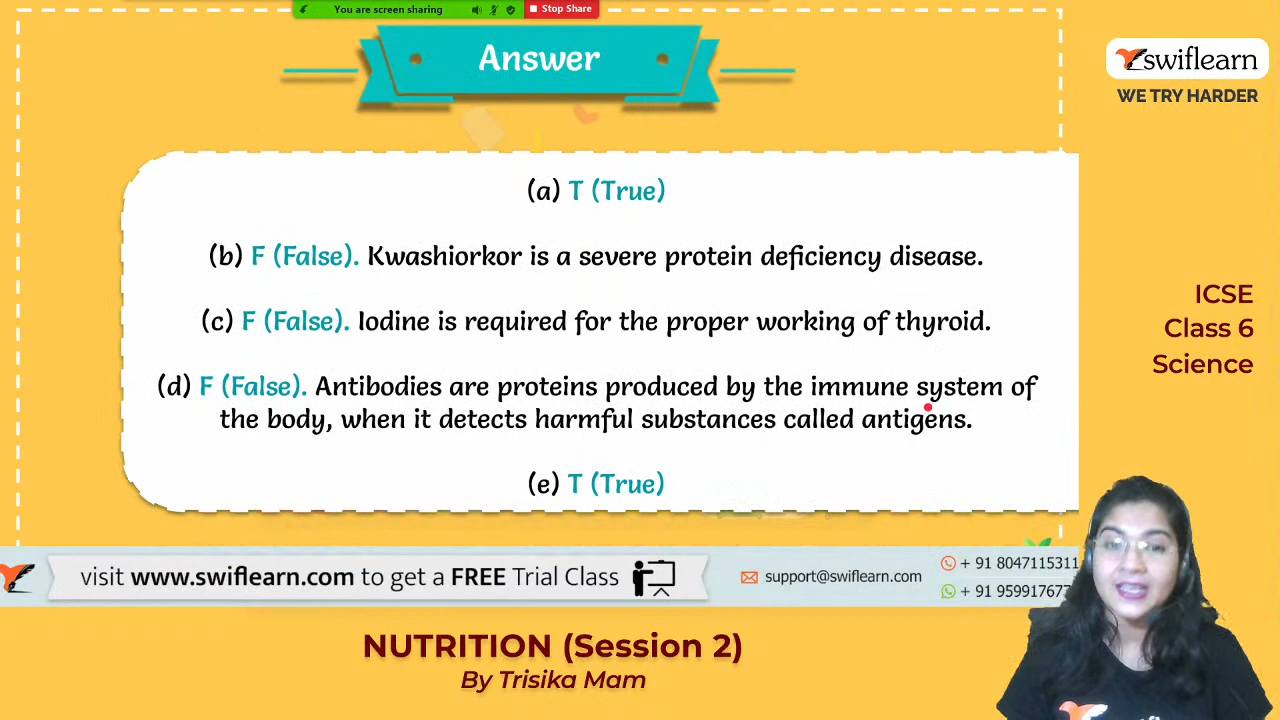 You are screen sharing
Stop Share
Answer
swiflearn
WE TRY HARDER
(a) T (True)
(b) F (False). Kwashiorkor is a severe protein deficiency disease.
(c) F (False). Iodine is required for the proper working of thyroid.
(d) F (False). Antibodies are proteins produced by the immune system of
the body, when it detects harmful substances called antigens.
(e) T (True)
ICSE
Class 6
Science
visit www.swiflearn.com to get a FREE Trial Class
support@swiflearn.com
+ 91 8047115311
+ 91 9599176
NUTRITION (Session 2)
By Trisika Mam